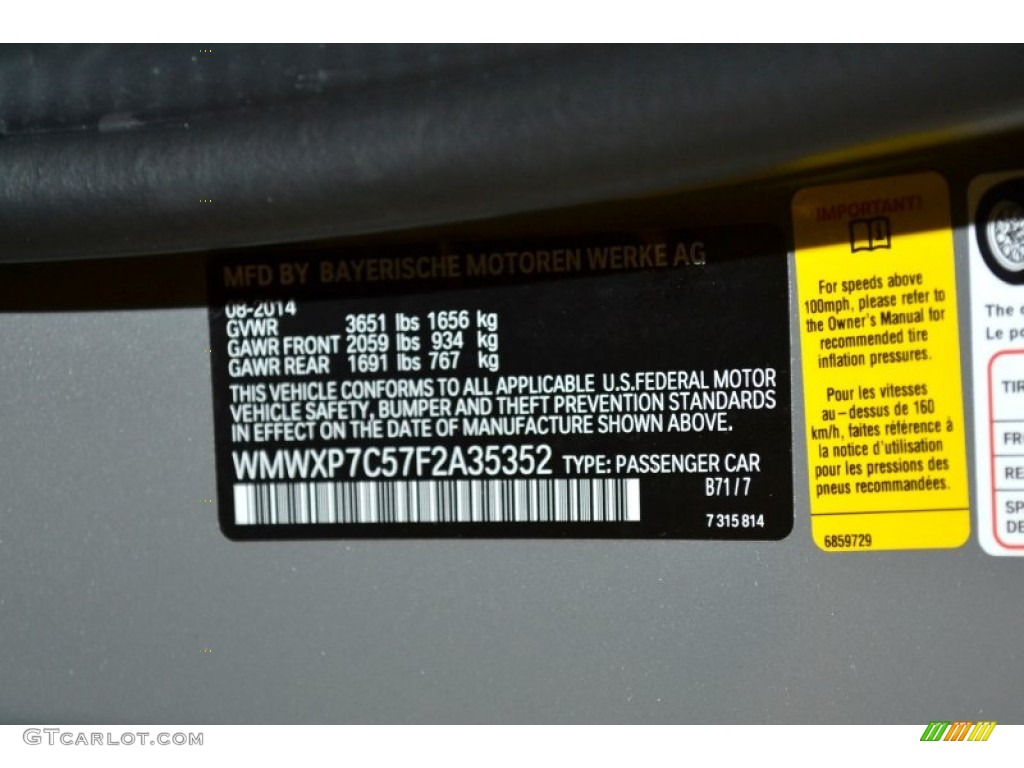 MFD BY BAYERISCHE MOTOREN WERKE AG
08-2014
GVWR 3651 lbs 1656 kg
GAWR FRONT 2059 lbs 934 kg
GAWR REAR 1691 lbs 767 kg
THIS VEHICLE CONFORMS TO ALL APPLICABLE U.S.FEDERAL MOTOR
VEHICLE SAFETY, BUMPER AND THEFT PREVENTION STANDARDS
IN EFFECT ON THE DATE OF MANUFACTURE SHOWN ABOVE.
WMWXP7C57F2A35352 TYPE: PASSENGER CAR
B71/7
7 315 814
IMPORTANT!
For speeds above
100mph, please refer to
the Owner's Manual for
recommended tire
inflation pressures.
Pour les vitesses
au-dessus de 160
km/h, faites référence à
la notice d'utilisation
pour les pressions de
pneus recommandées.
6859729
The
Le
TIR
FR
RE
SP
DE
GTCarlot.com